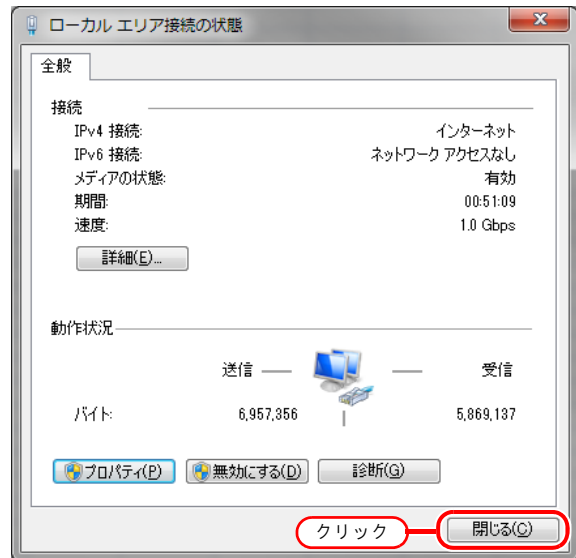 ローカル エリア接続の状態
全般
接続
IPv4 接続: インターネット
IPv6 接続: ネットワーク アクセスなし
メディアの状態: 有効
期間: 00:51:09
速度: 1.0 Gbps
詳細(E)...
動作状況
送信 受信
バイト: 6,957,356 5,869,137
プロパティ(P) 無効にする(D) 診断(G)
クリック 閉じる(C)